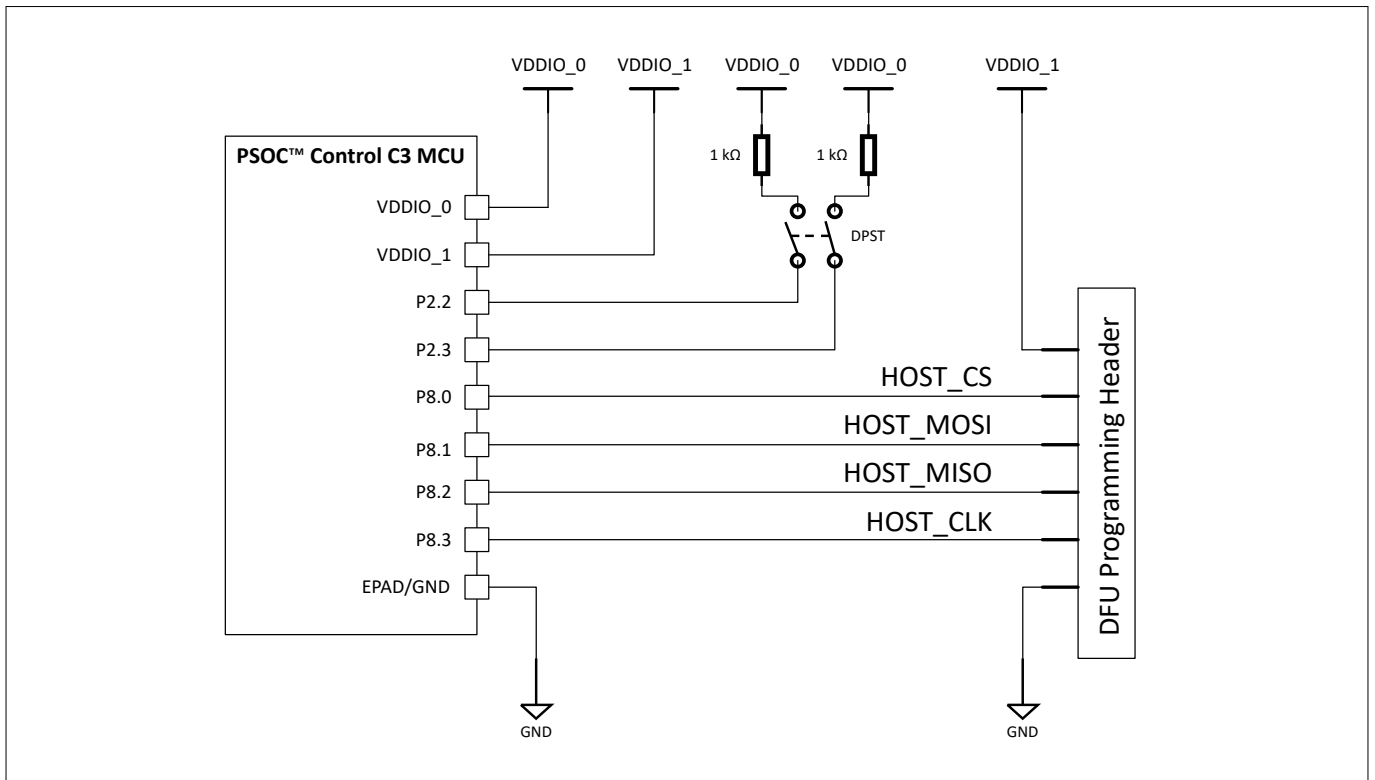 VDDIO_0 VDDIO_1 VDDIO_0 VDDIO_0 VDDIO_1
PSOC™ Control C3 MCU
1 kΩ 1 kΩ
VDDIO_0
DPST
VDDIO_1
P2.2
P2.3
P8.0
HOST_CS
P8.1
HOST_MOSI
P8.2
HOST_MISO
P8.3
HOST_CLK
EPAD/GND
DFU Programming Header
GND GND